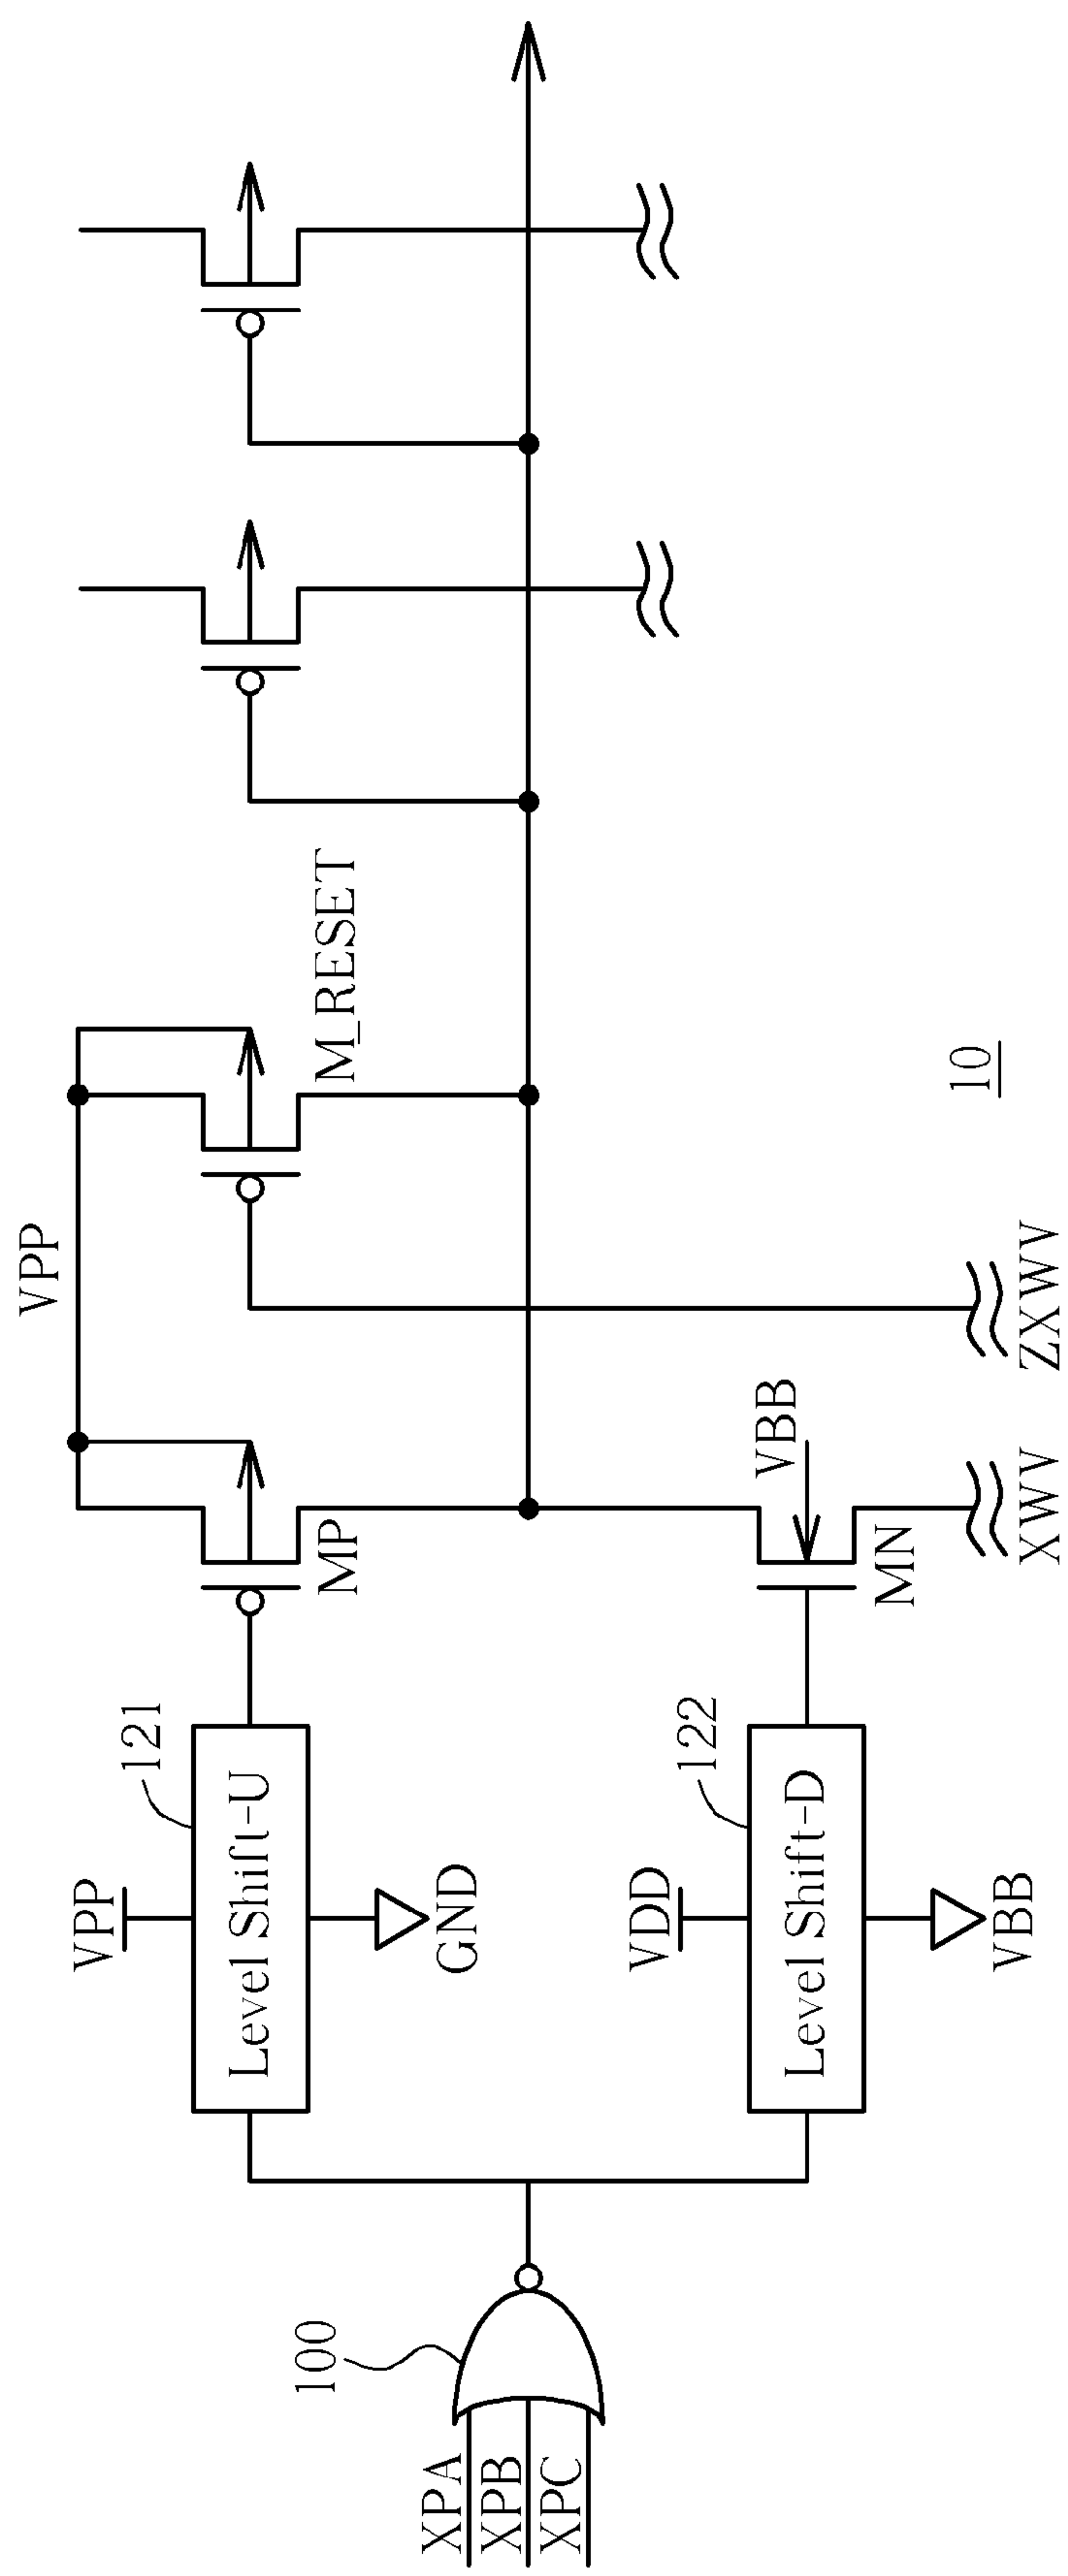 XPA
XPB
XPC
100
VPP
Level Shift-U
121
GND
VDD
Level Shift-D
122
VBB
MP
MN
VBB
VPP
M_RESET
XWV
ZXWV
10